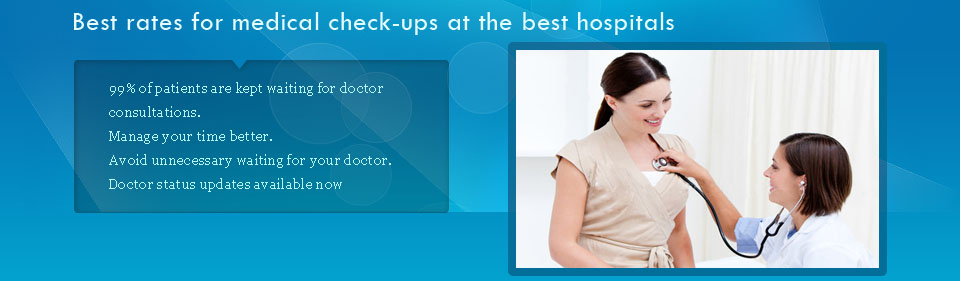 Best rates for medical check-ups at the best hospitals
99% of patients are kept waiting for doctor
consultations.
Manage your time better.
Avoid unnecessary waiting for your doctor.
Doctor status updates available now